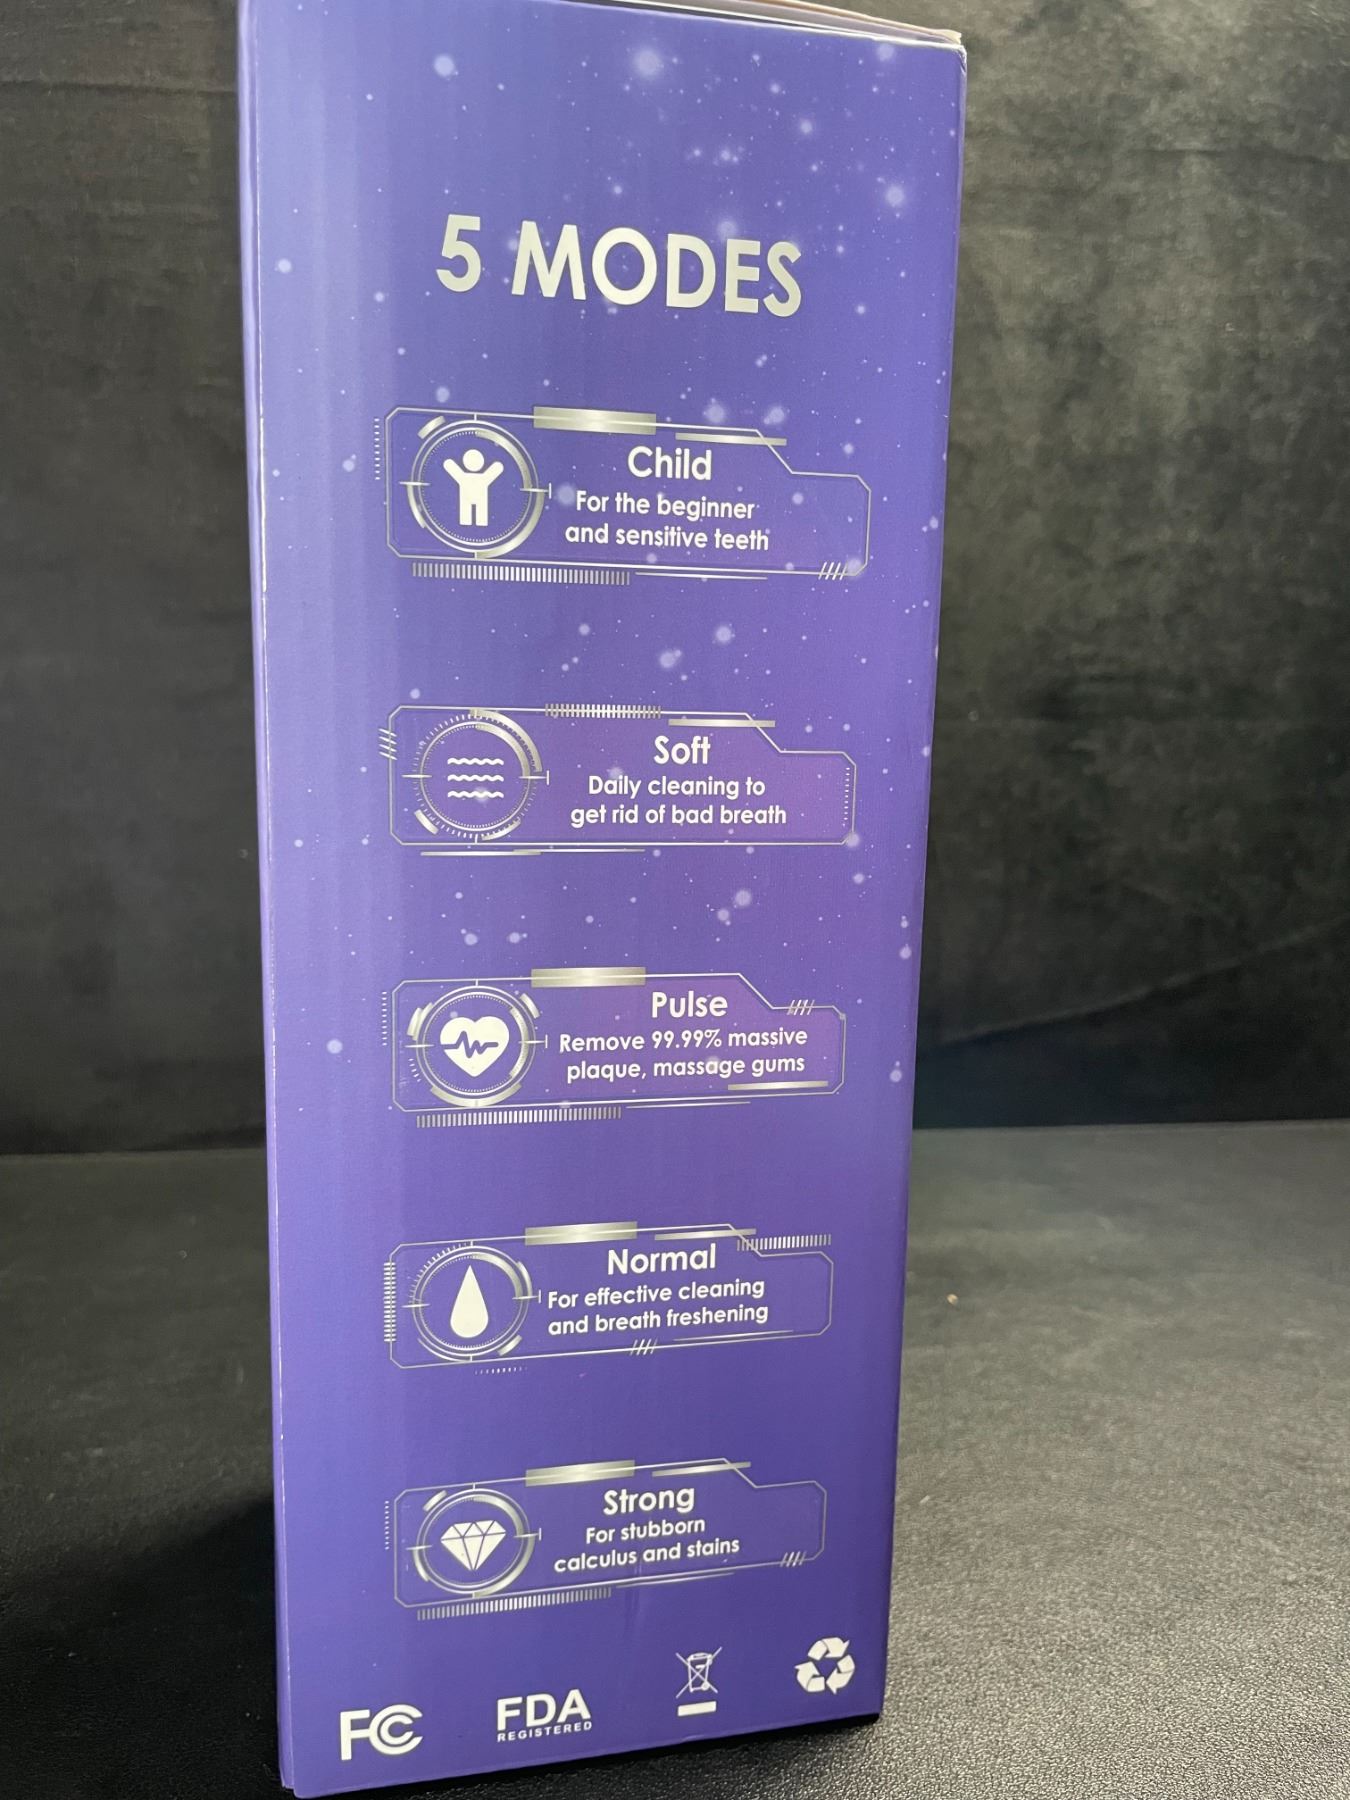 5 MODES
Child
For the beginner
and sensitive teeth
Soft
Daily cleaning to
get rid of bad breath
Pulse
Remove 99.99% massive
plaque, massage gums
Normal
For effective cleaning
and breath freshening
Strong
For stubborn
calculus and stains
FC
FDA
REGISTERED